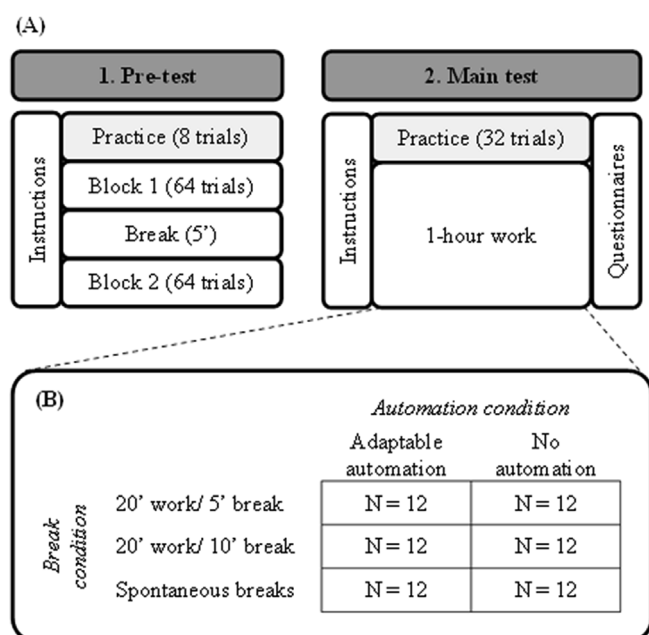 (A)
1. Pre-test
2. Main test
Instructions
Practice (8 trials)
Block 1 (64 trials)
Break (5’)
Block 2 (64 trials)
Instructions
Practice (32 trials)
1-hour work
Questionnaires
(B)
Automation condition
Adaptable
automation
No
automation
Break
condition
20’ work/ 5’ break
N = 12
N = 12
20’ work/ 10’ break
N = 12
N = 12
Spontaneous breaks
N = 12
N = 12